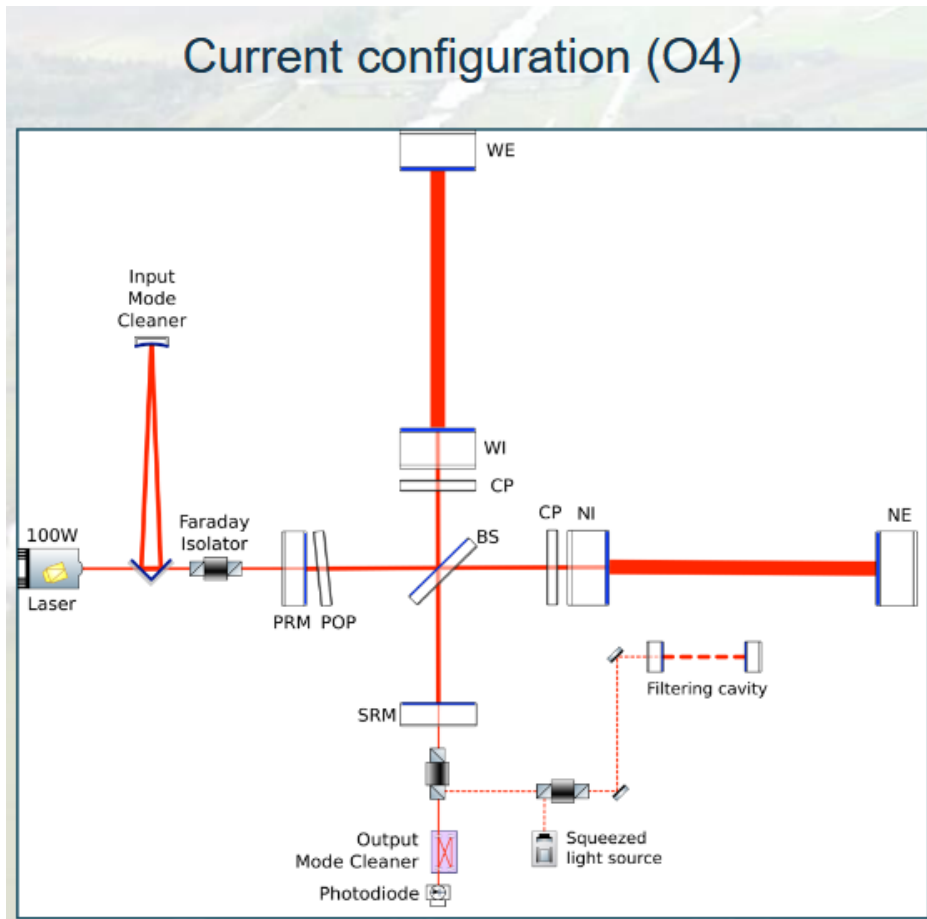 Current configuration (O4)
WE
Input
Mode
Cleaner
WI
CP
100W
Faraday
Isolator
BS
CP
NI
NE
Laser
PRM
POP
Filtering cavity
SRM
Output
Mode Cleaner
Squeezed
light source
Photodiode